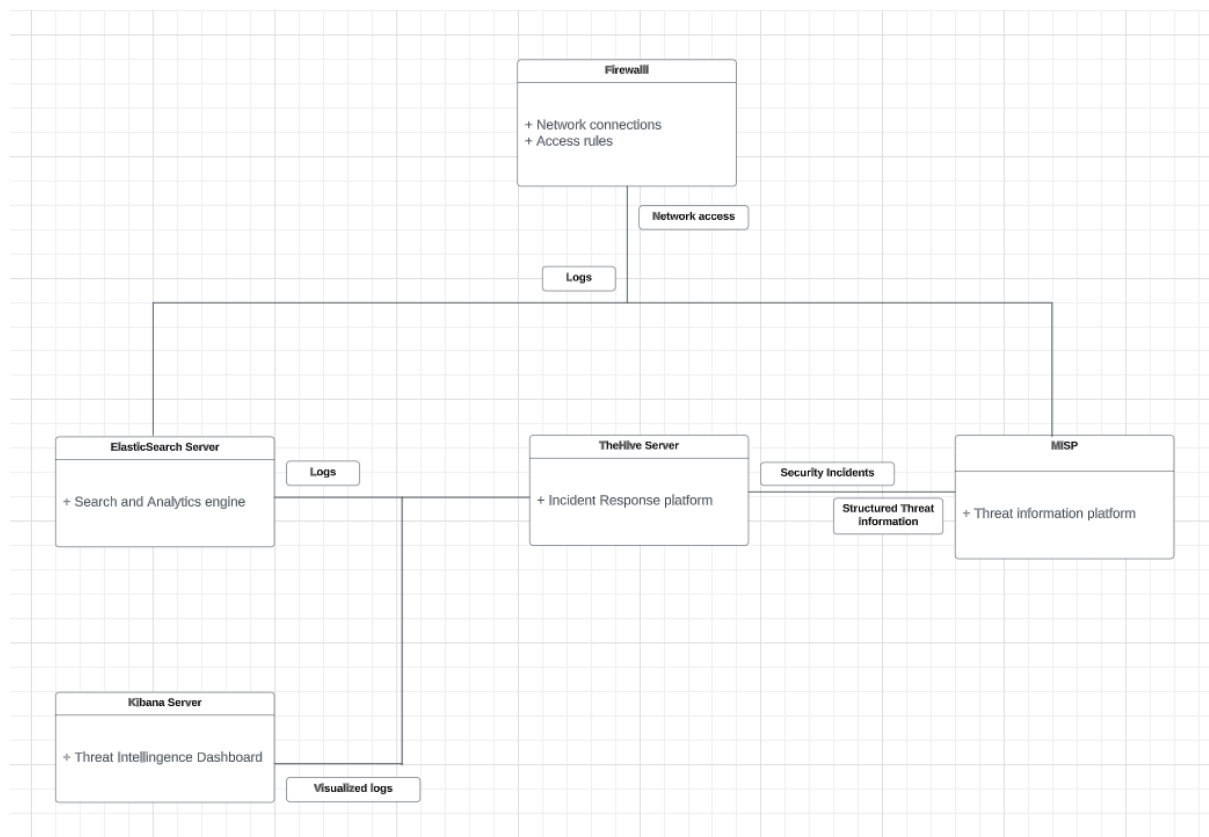 Firewalll
+ Network connections
+ Access rules
Network access
Logs
ElasticSearch Server
+ Search and Analytics engine
Logs
TheHive Server
+ Incident Response platform
Security Incidents
Structured Threat
information
MISP
+ Threat information platform
Kibana Server
+ Threat Intellingence Dashboard
Visualized logs